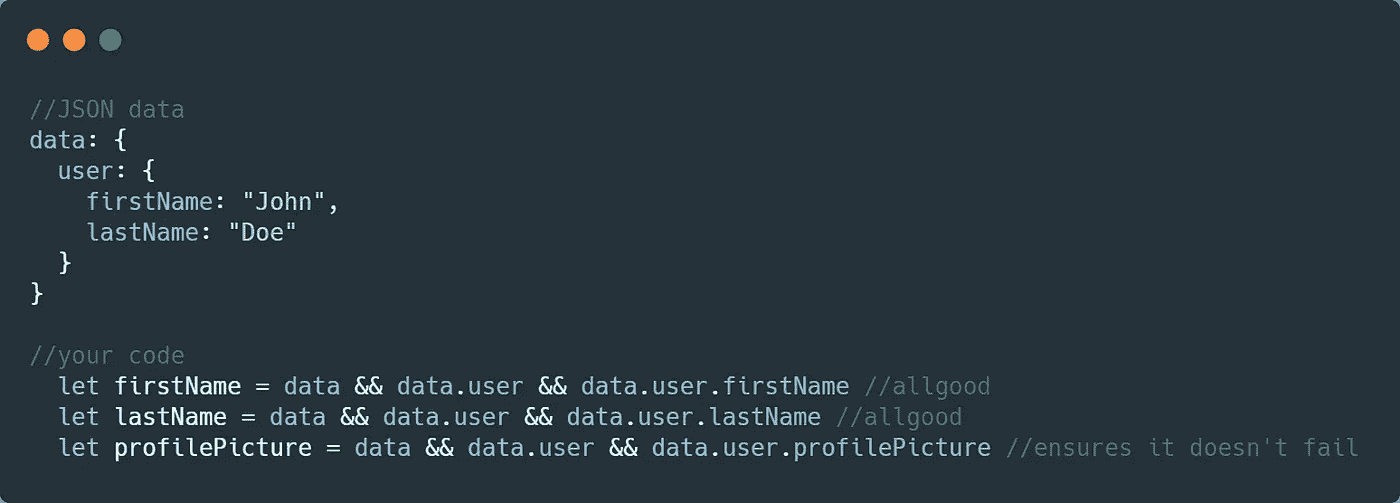 //JSON data
data: {
  user: {
    firstName: "John",
    lastName: "Doe"
  }
}

//your code
  let firstName = data && data.user && data.user.firstName //allgood
  let lastName = data && data.user && data.user.lastName //allgood
  let profilePicture = data && data.user && data.user.profilePicture //ensures it doesn't fail